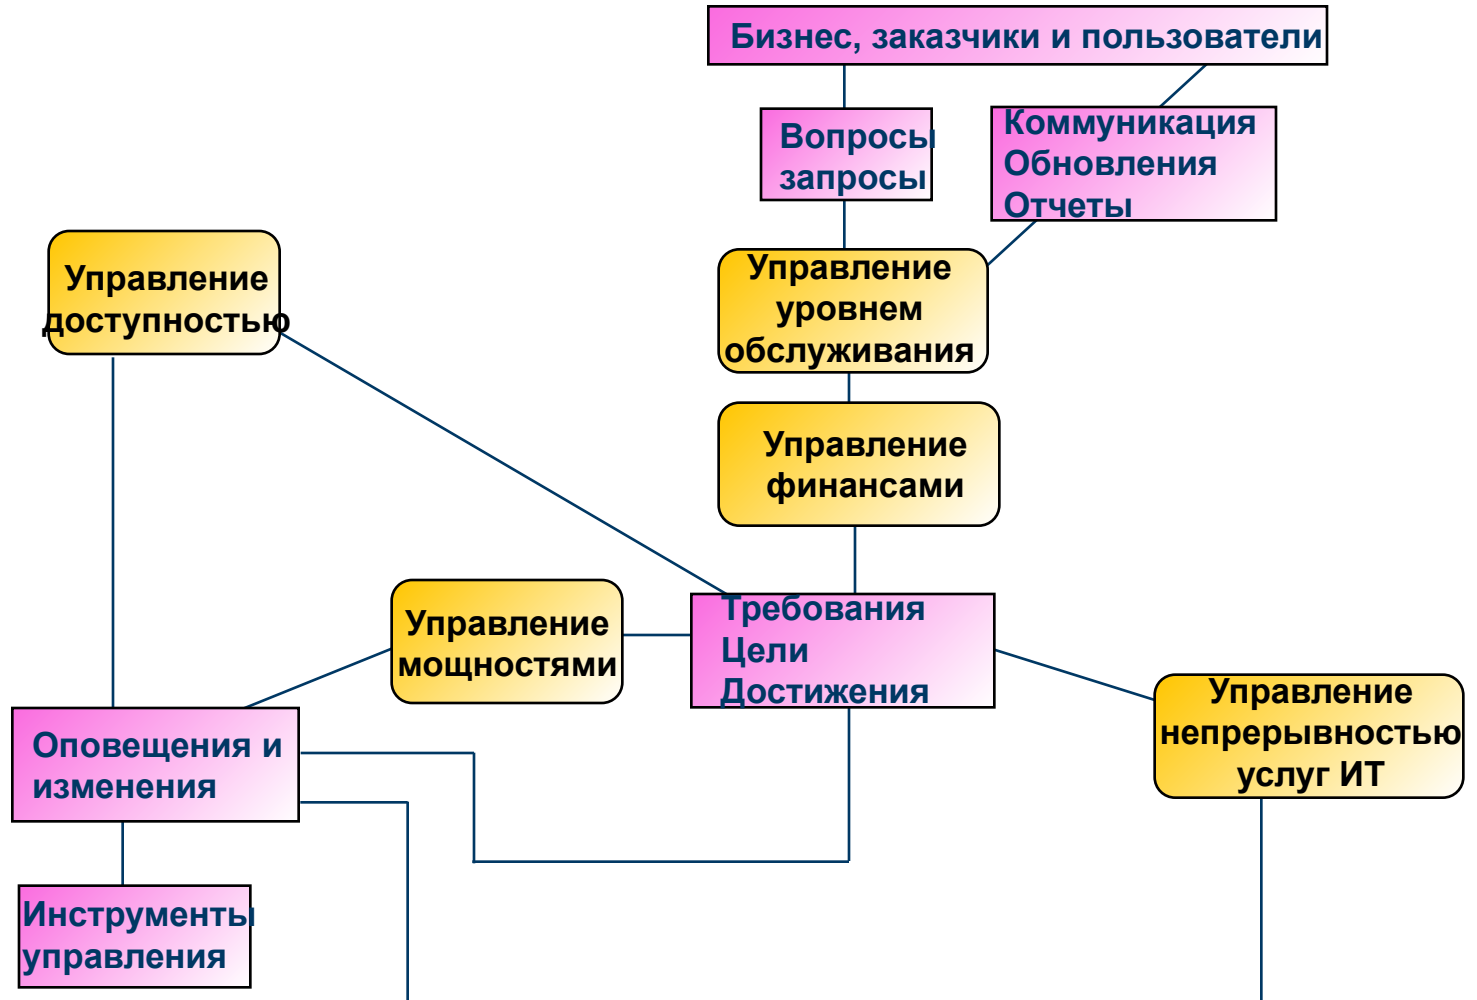 Бизнес, заказчики и пользователи
Вопросы
запросы
Коммуникация
Обновления
Отчеты
Управление
доступностью
Управление
уровнем
обслуживания
Управление
финансами
Управление
мощностями
Требования
Цели
Достижения
Управление
непрерывностью
услуг ИТ
Оповещения и
изменения
Инструменты
управления